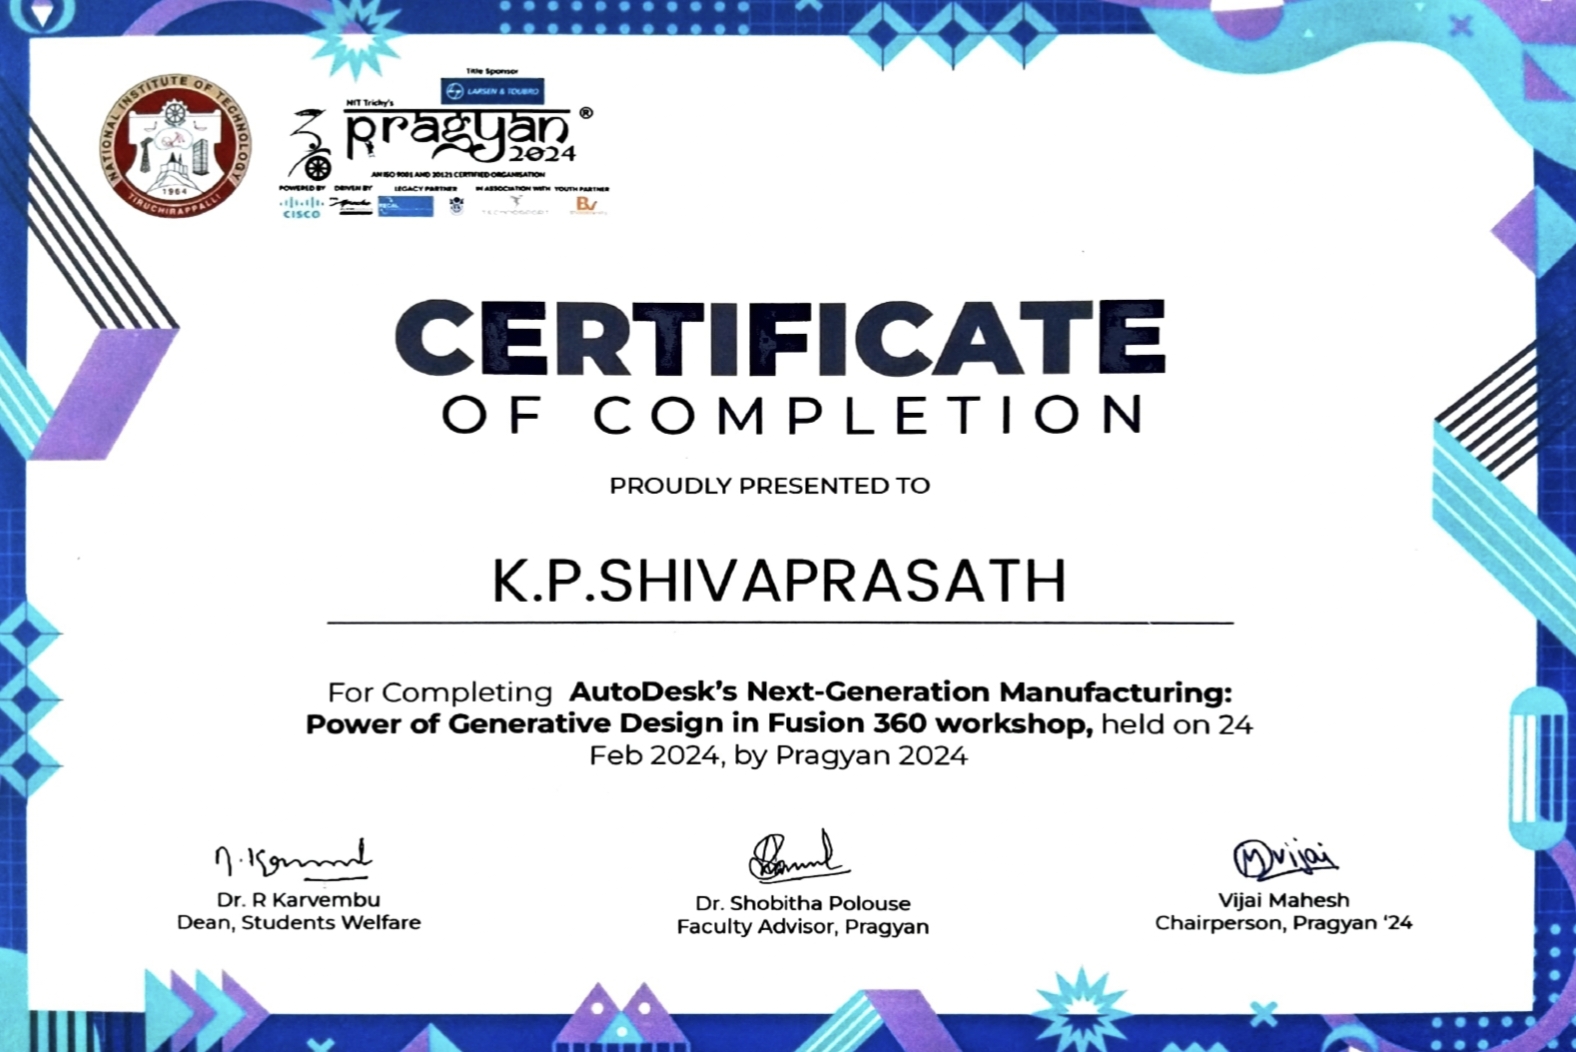 NATIONAL INSTITUTE OF TECHNOLOGY
1964
TIRUCHIRAPPALLI
Title Sponsor
LARSEN & TOUBRO
NIT Trichy's
pragyan ®
2024
AN ISO 9001 AND 20121 CERTIFIED ORGANISATION
POWERED BY DRIVEN BY LEGACY PARTNER IN ASSOCIATION WITH YOUTH PARTNER
CISCO
CERTIFICATE
OF COMPLETION
PROUDLY PRESENTED TO
K.P.SHIVAPRASATH
For Completing AutoDesk's Next-Generation Manufacturing:
Power of Generative Design in Fusion 360 workshop, held on 24
Feb 2024, by Pragyan 2024
Dr. R Karvembu
Dean, Students Welfare
Dr. Shobitha Polouse
Faculty Advisor, Pragyan
Vijai Mahesh
Chairperson, Pragyan '24